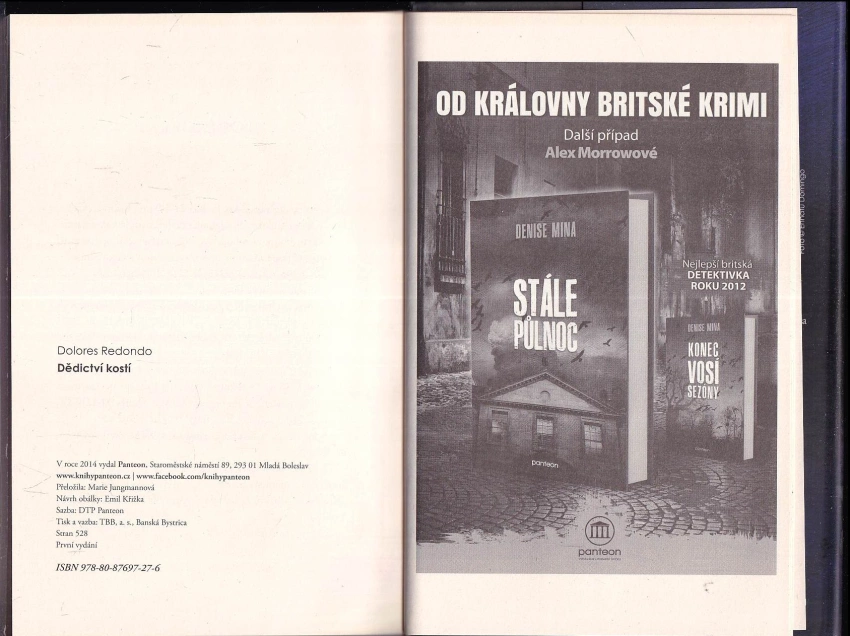 Dolores Redondo
Dědictví kostí
V roce 2014 vydal Panteon, Staroměstské náměstí 89, 293 01 Mladá Boleslav
www.knihypanteon.cz | www.facebook.com/knihypanteon
Přeložila: Marie Jungmannová
Návrh obálky: Emil Křižka
Sazba: DTP Panteon
Tisk a vazba: TBB, a. s., Banská Bystrica
Stran 528
První vydání
ISBN 978-80-87697-27-6
OD KRÁLOVNY BRITSKÉ KRIMI
Další případ
Alex Morrowové
DENISE MINA
STÁLE
PŮLNOC
panteon
Nejlepší britská
DETEKTIVKA
ROKU 2012
DENISE MINA
KONEC
VOSÍ
SEZÓNY
panteon